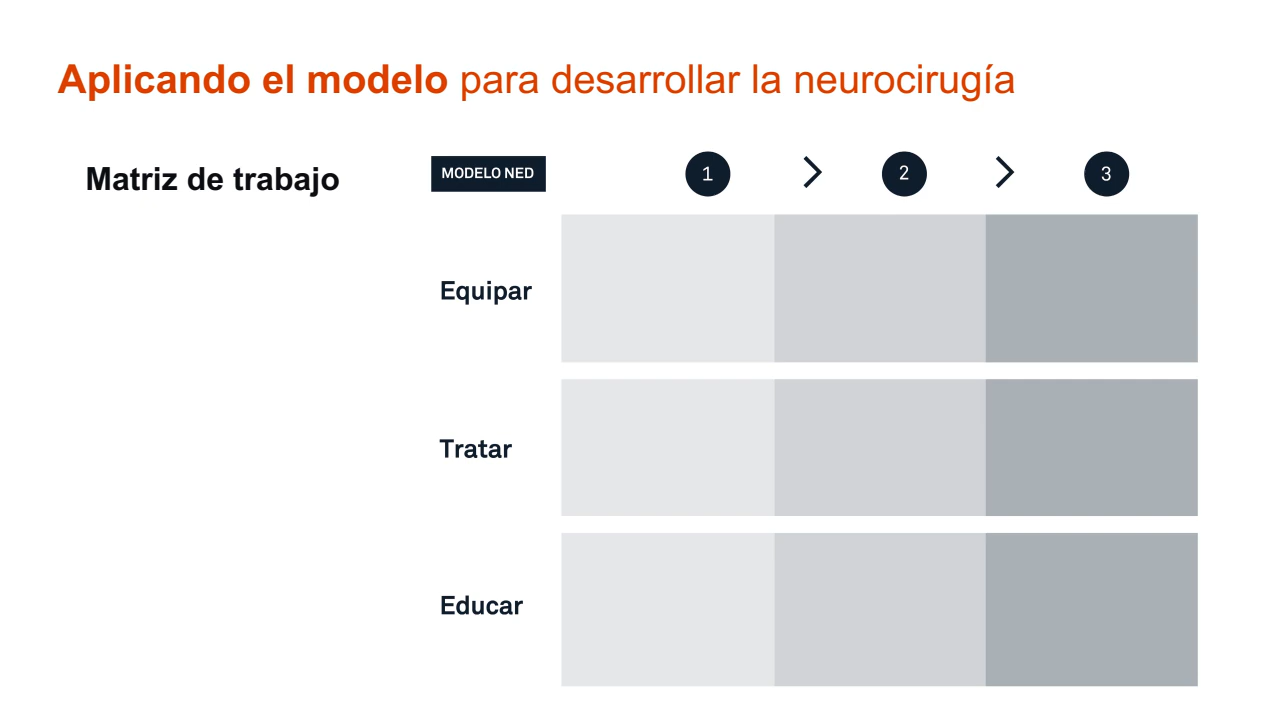 Aplicando el modelo para desarrollar la neurocirugía
Matriz de trabajo
MODELO NED
1 > 2 > 3
Equipar
Tratar
Educar